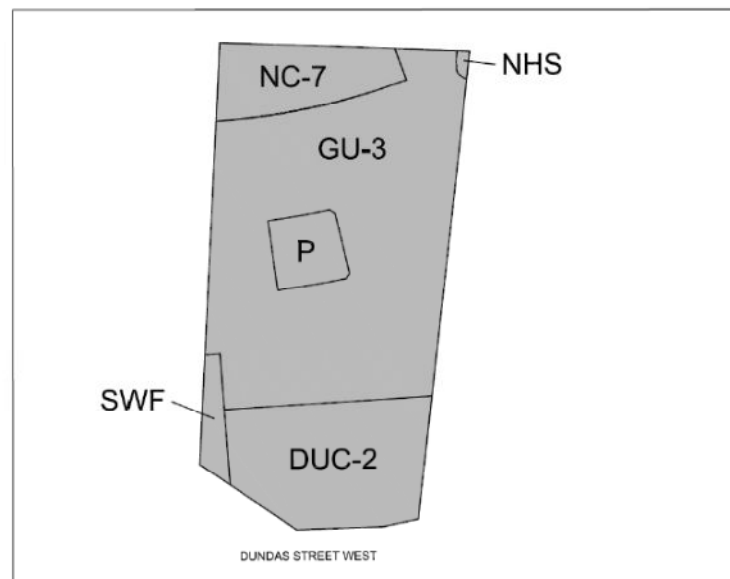 NC-7
NHS
GU-3
P
SWF
DUC-2
DUNDAS STREET WEST